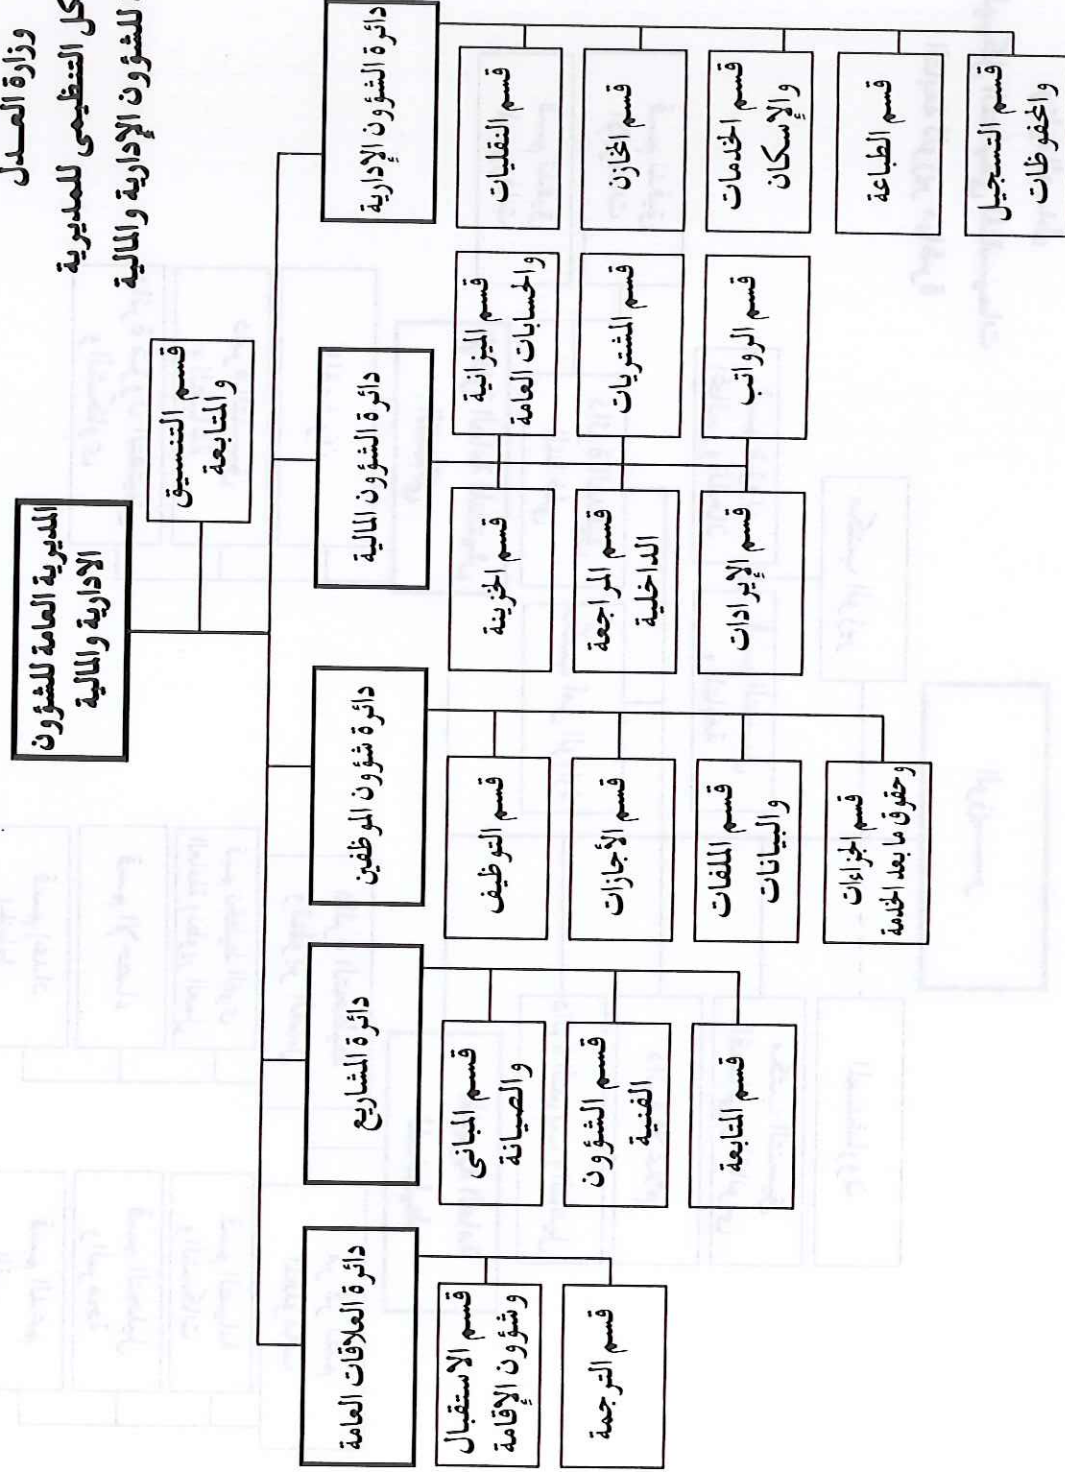 وزارة العــدل
كل التنظيمى للمديرية
للشؤون الإدارية والمالية
المديرية العامة للشؤون
الادارية والمالية
قسم التنسيق
والمتابعة
دائرة الشؤون الإدارية
قسم النقليات
قسم المخازن
قسم الخدمات
والإسكان
قسم الطباعة
قسم التسجيل
والمحفوظات
دائرة الشؤون المالية
قسم الميزانية
والحسابات العامة
قسم المشتريات
قسم الرواتب
قسم الخزينة
قسم المراجعة
الداخلية
قسم الإيرادات
دائرة شؤون الموظفين
قسم التوظيف
قسم الأجازات
قسم الملفات
والبيانات
قسم الجزاءات
وحقوق ما بعد الخدمة
دائرة المشاريع
قسم المبانى
والصيانة
قسم الشؤون
الفنية
قسم المتابعة
دائرة العلاقات العامة
قسم الاستقبال
وشؤون الإقامة
قسم الترجمة